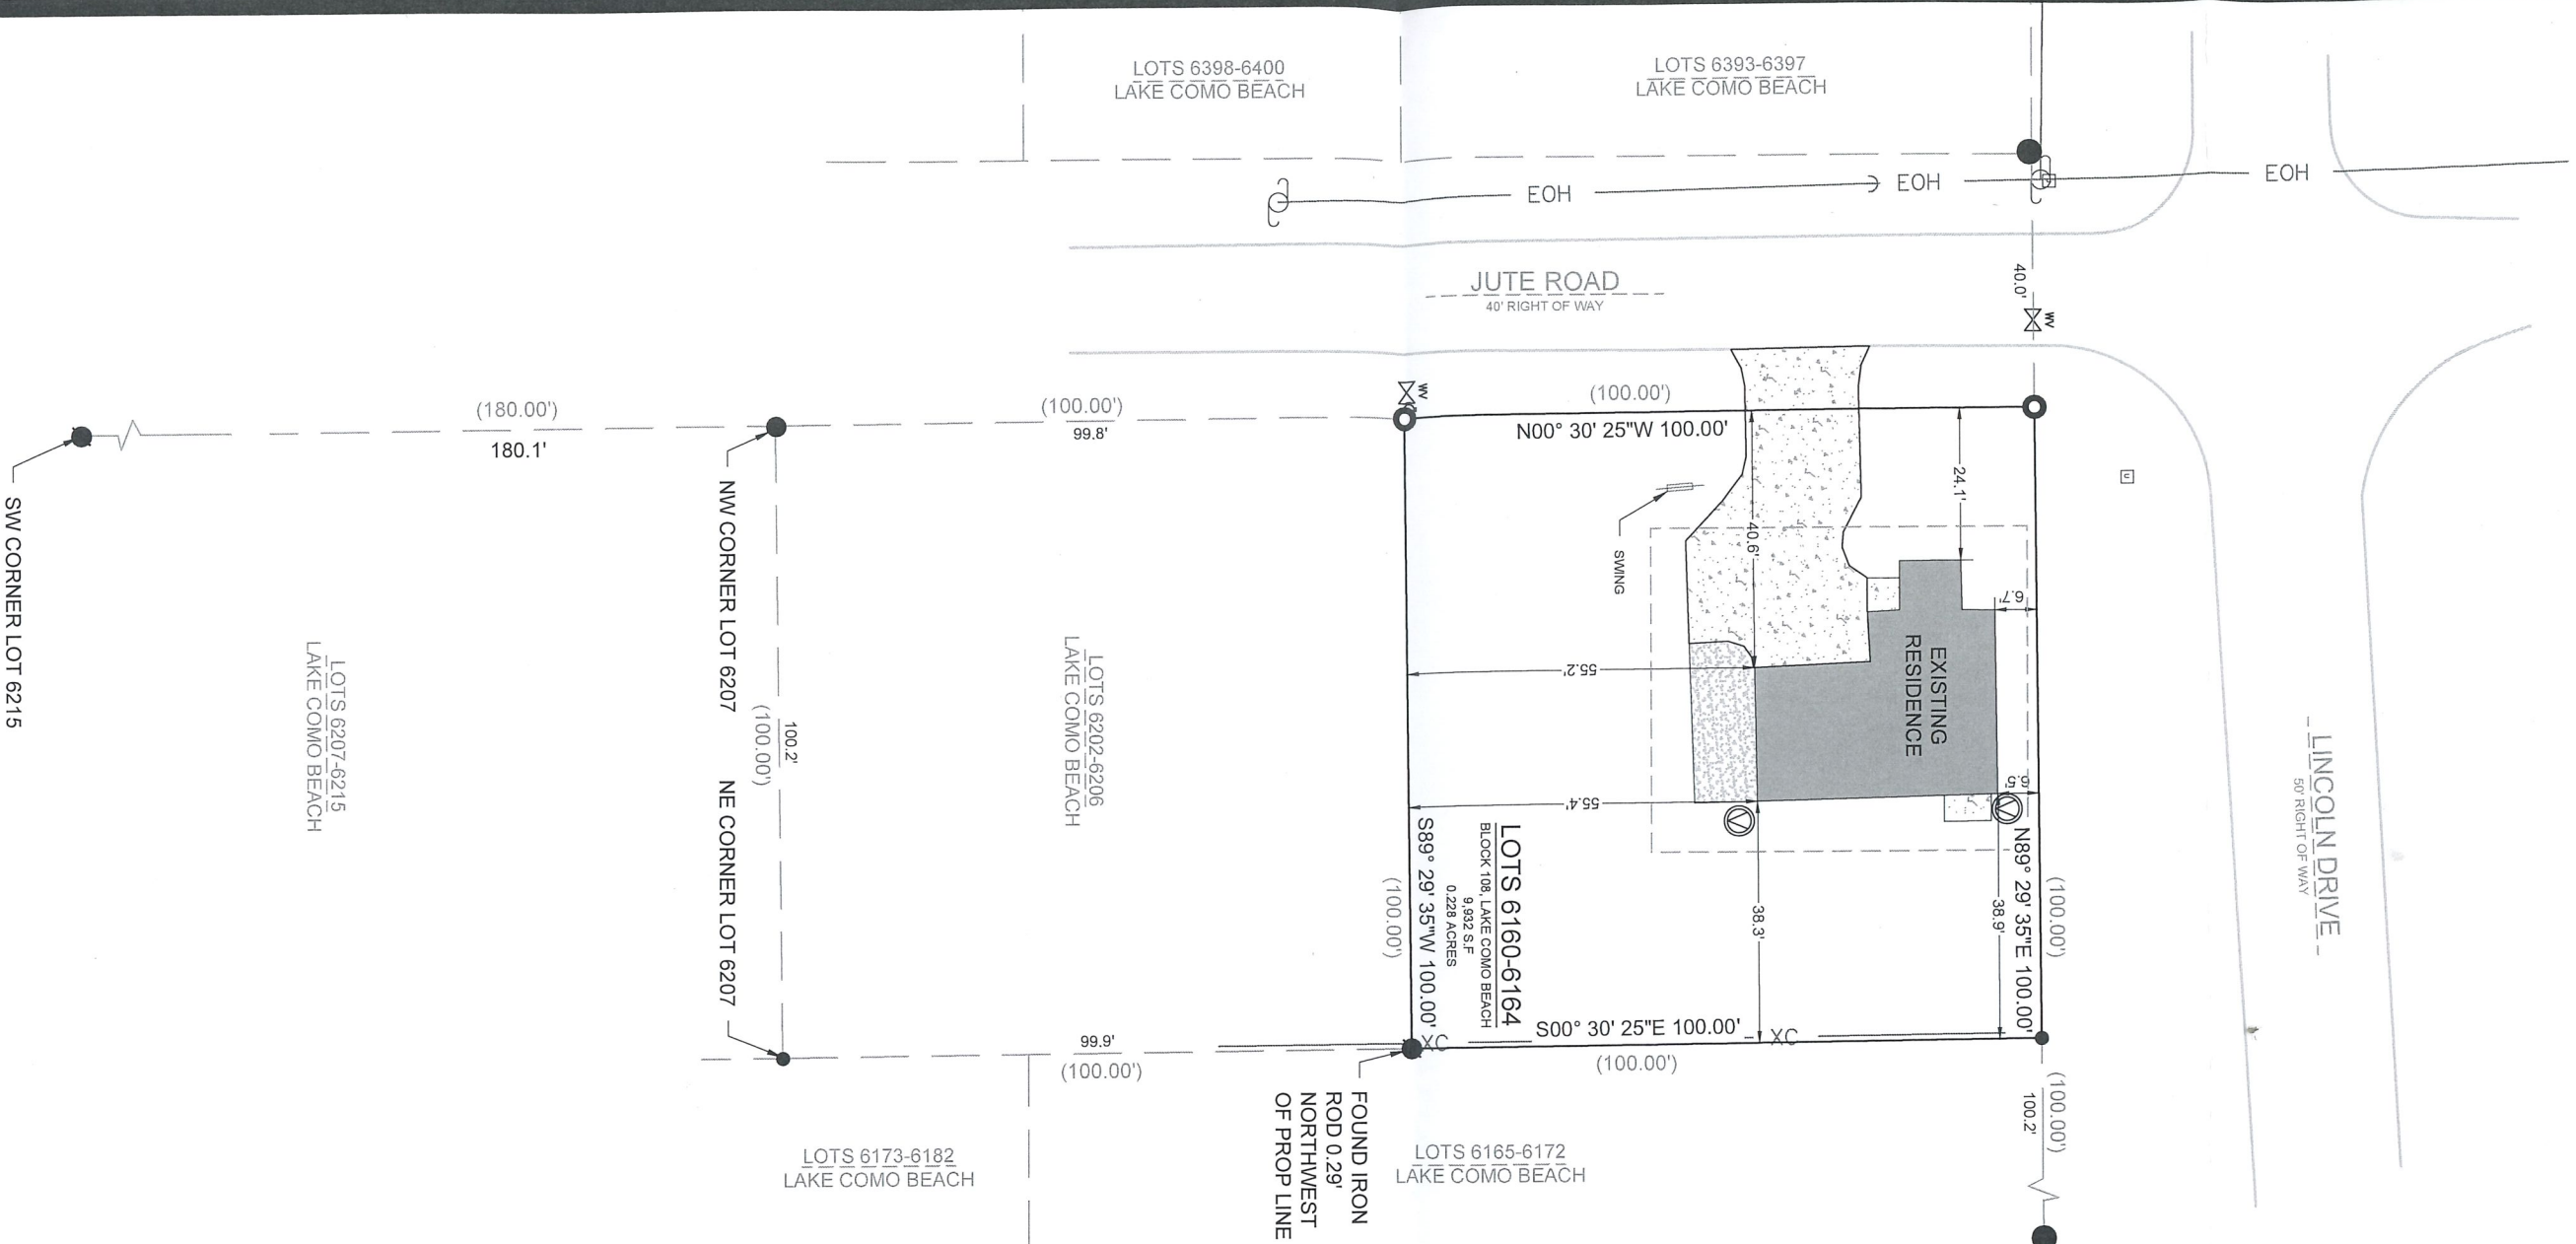 LOTS 6398-6400
LAKE COMO BEACH
LOTS 6393-6397
LAKE COMO BEACH
EOH
EOH
EOH
JUTE ROAD
40' RIGHT OF WAY
40.0'
WV
WV
(180.00')
180.1'
(100.00')
99.8'
(100.00')
N00° 30' 25"W 100.00'
24.1'
40.6'
SWING
6.7'
EXISTING
RESIDENCE
55.2'
55.4'
6.5'
38.3'
38.9'
N89° 29' 35"E 100.00'
(100.00')
U
LINCOLN DRIVE
50' RIGHT OF WAY
SW CORNER LOT 6215
NW CORNER LOT 6207
NE CORNER LOT 6207
LOTS 6207-6215
LAKE COMO BEACH
100.2'
(100.00')
LOTS 6202-6206
LAKE COMO BEACH
LOTS 6160-6164
BLOCK 108, LAKE COMO BEACH
9,932 S.F
0.228 ACRES
S89° 29' 35"W 100.00'
(100.00')
S00° 30' 25"E 100.00'
(100.00')
XC
XC
99.9'
(100.00')
FOUND IRON
ROD 0.29'
NORTHWEST
OF PROP LINE
(100.00')
100.2'
LOTS 6173-6182
LAKE COMO BEACH
LOTS 6165-6172
LAKE COMO BEACH